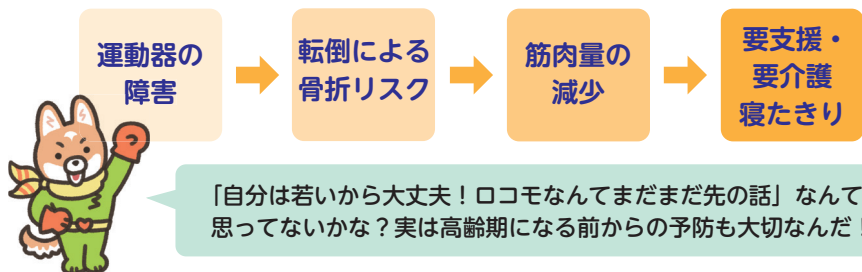 運動器の
障害
転倒による
骨折リスク
筋肉量の
減少
要支援・
要介護
寝たきり
「自分は若いから大丈夫！ロコモなんてまだまだ先の話」なんて
思ってないかな？実は高齢期になる前からの予防も大切なんだ！